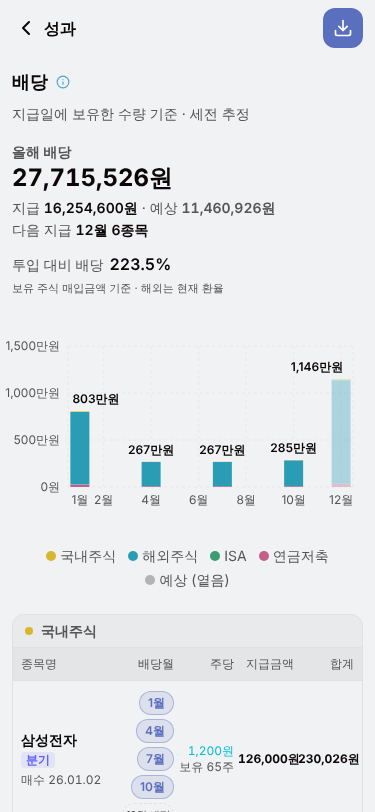 성과
배당
지급일에 보유한 수량 기준 · 세전 추정
올해 배당
27,715,526원
지급 16,254,600원 · 예상 11,460,926원
다음 지급 12월 6종목
투입 대비 배당 223.5%
보유 주식 매입금액 기준 · 해외는 현재 환율
1,500만원
1,146만원
1,000만원
803만원
500만원
267만원 267만원 285만원
0원
1월 2월 4월 6월 8월 10월 12월
국내주식 해외주식 ISA 연금저축
예상 (옅음)
국내주식
종목명 배당월 주당 지급금액 합계
1월
삼성전자
분기
매수 26.01.02
4월
7월
10월
1,200원
보유 65주
126,000원
230,026원